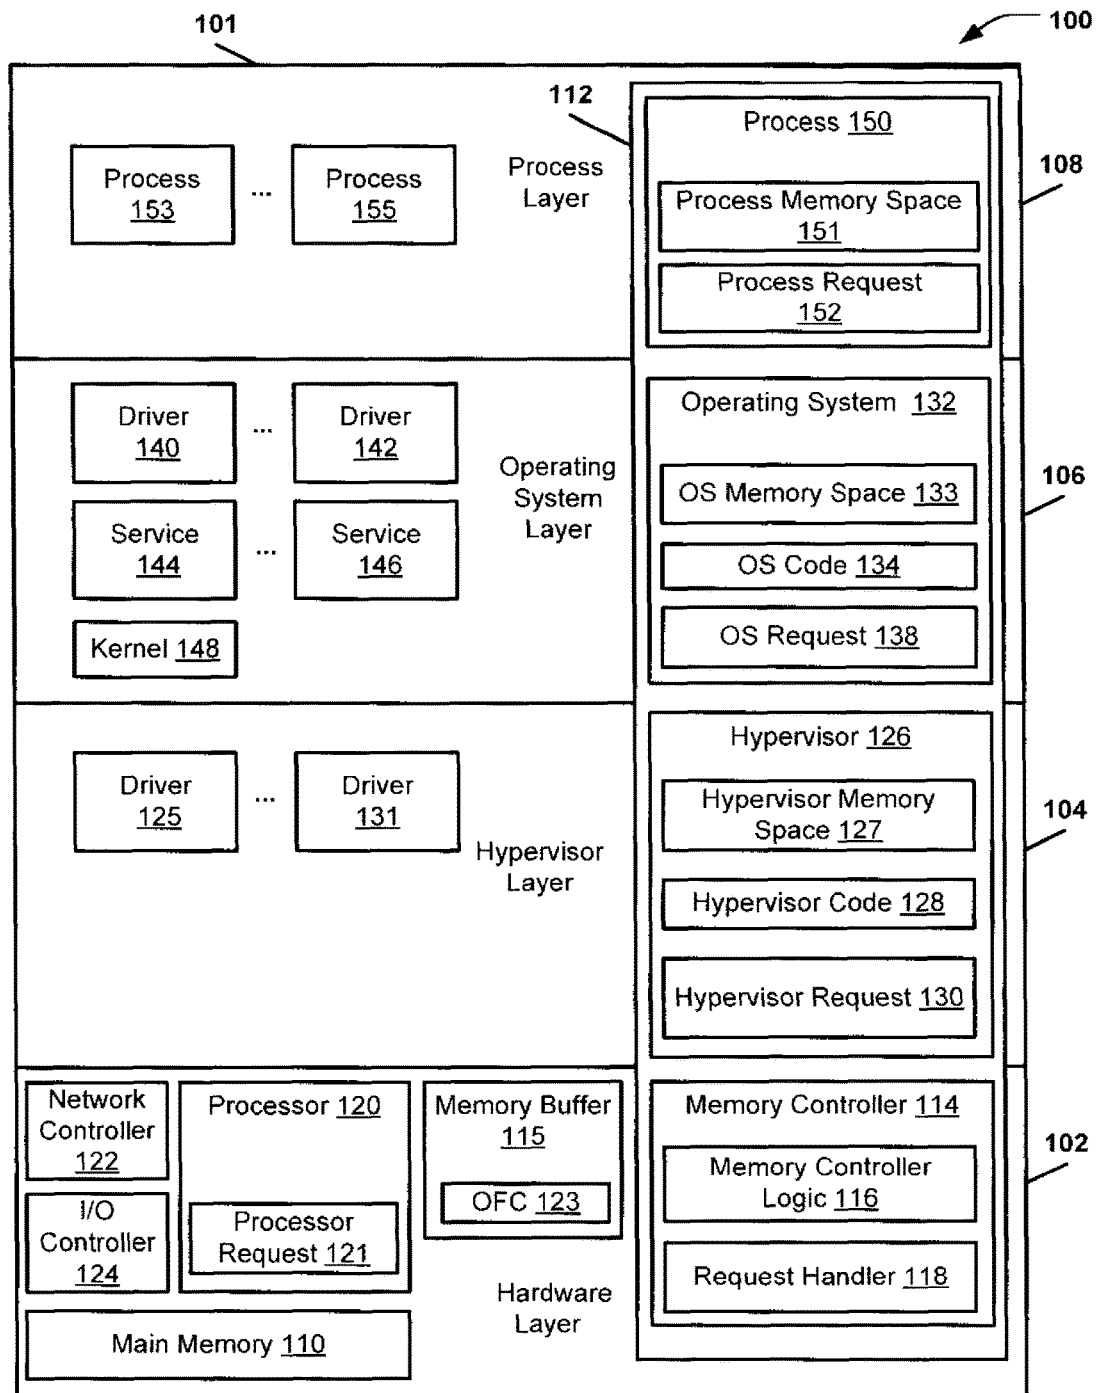 101
100
112
Process 150
Process
153
...
Process
155
Process
Layer
108
Process Memory Space
151
Process Request
152
Driver
140
...
Driver
142
Operating
System
Layer
Operating System 132
106
OS Memory Space 133
Service
144
...
Service
146
OS Code 134
Kernel 148
OS Request 138
Hypervisor 126
Driver
125
...
Driver
131
Hypervisor
Layer
Hypervisor Memory
Space 127
104
Hypervisor Code 128
Hypervisor Request 130
Network
Controller
122
Processor 120
Memory Buffer
115
Memory Controller 114
102
Memory Controller
Logic 116
OFC 123
I/O
Controller
124
Processor
Request 121
Request Handler 118
Hardware
Layer
Main Memory 110